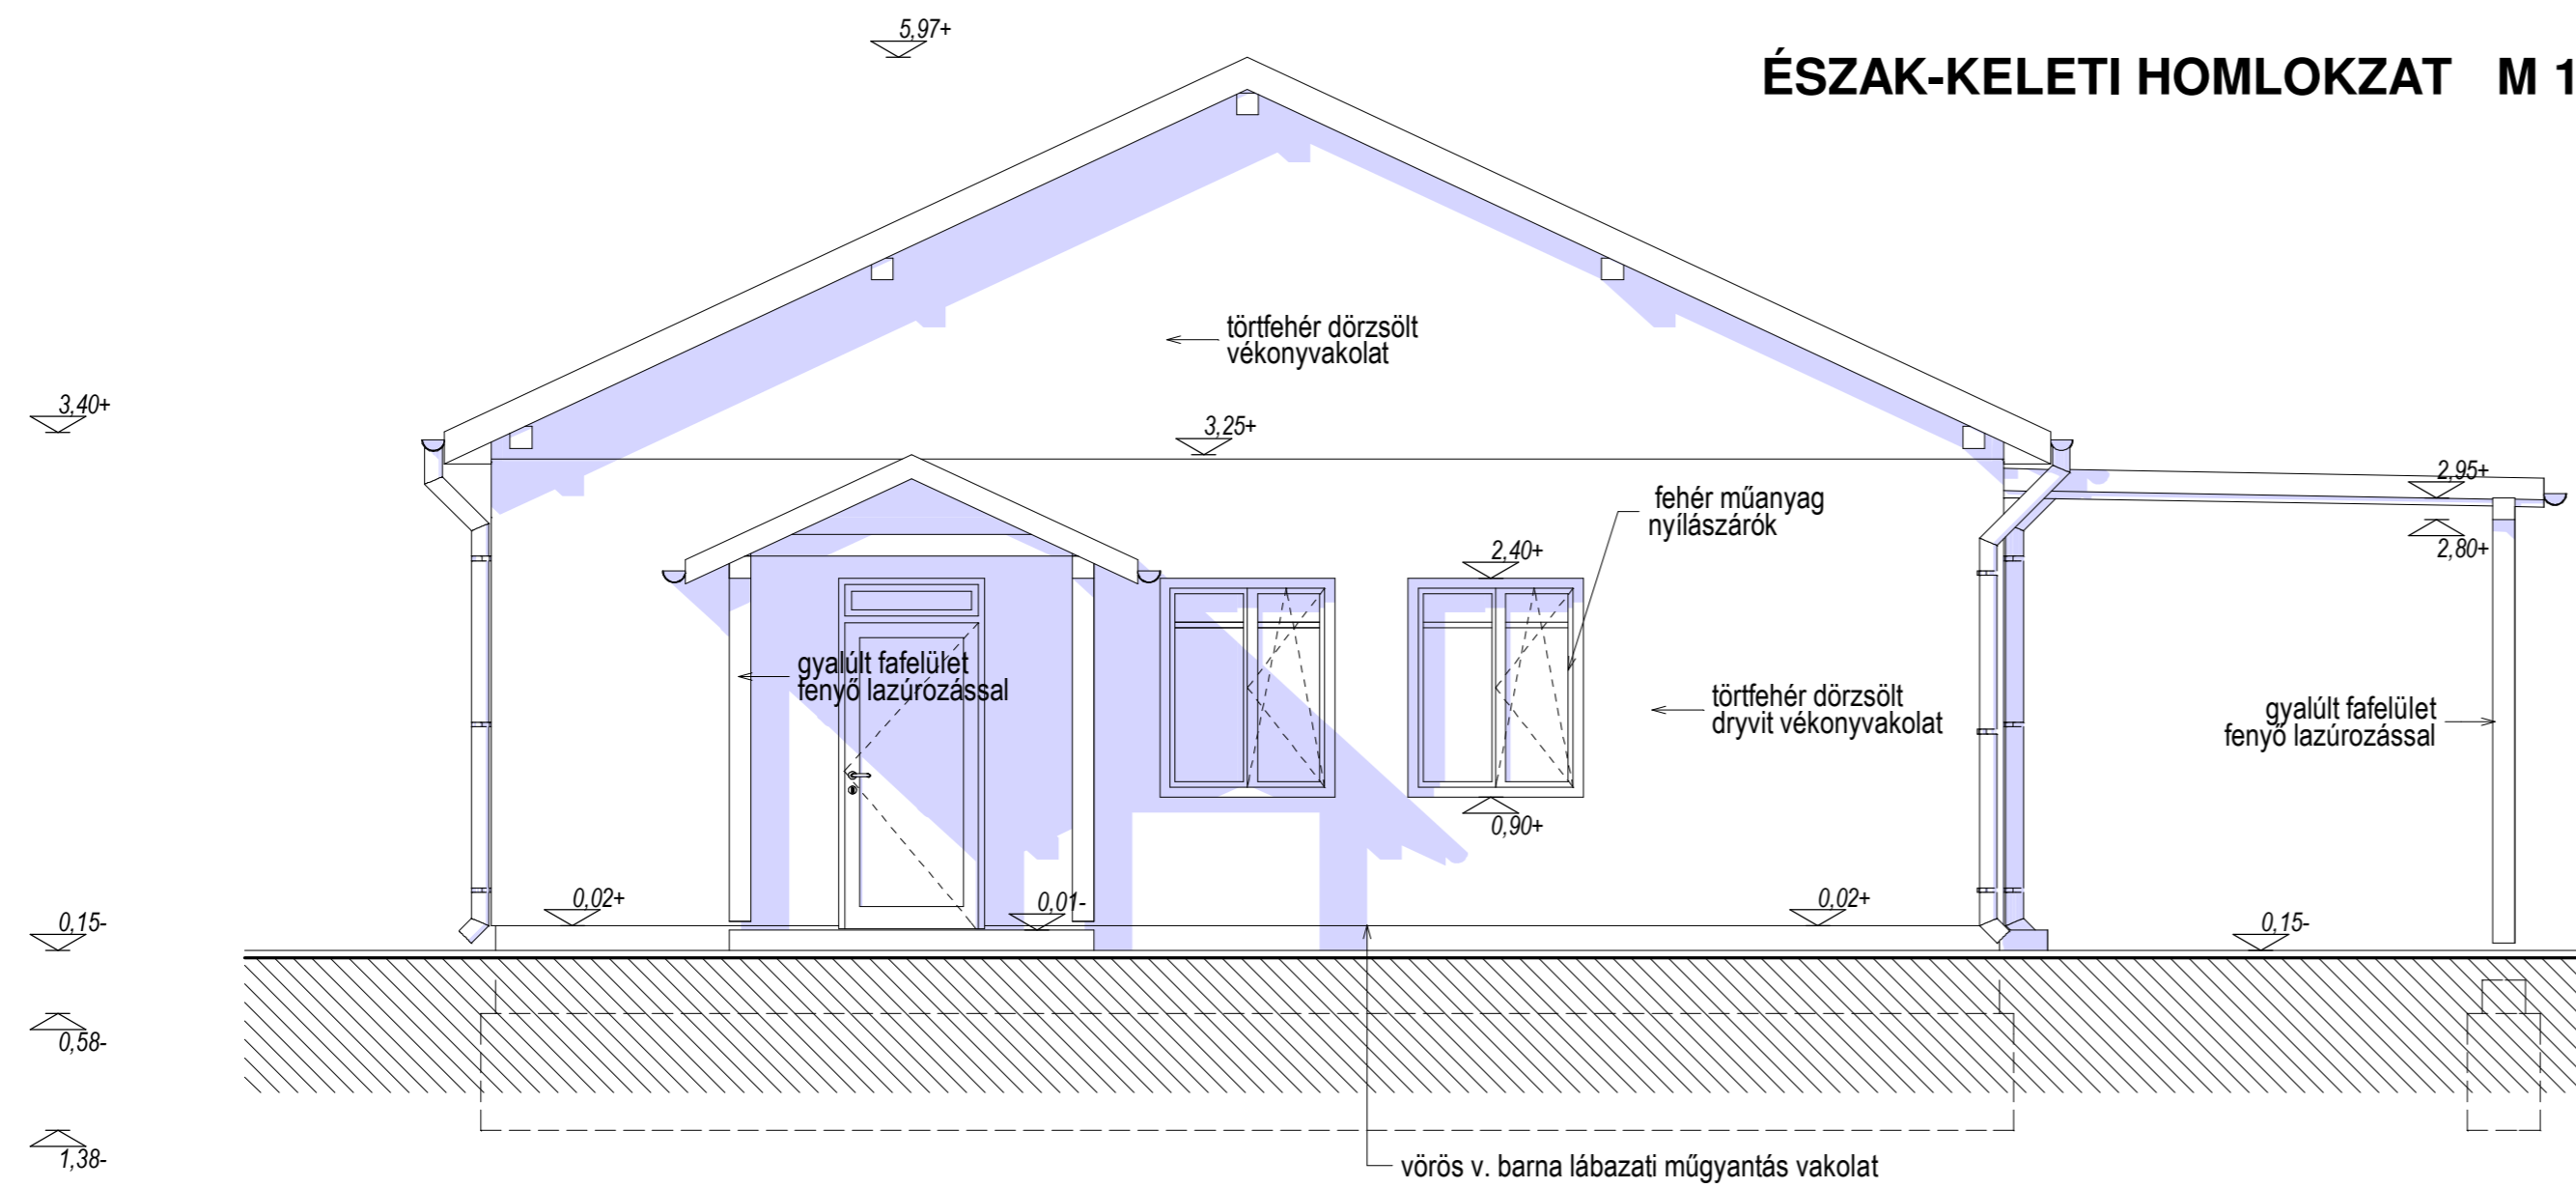 5,97+
ÉSZAK-KELETI HOMLOKZAT M 1
törtfehér dörzsölt
vékonyvakolat
3,40+
3,25+
2,95+
fehér műanyag
nyílászárók
2,40+
2,80+
gyalúlt fafelület
fenyő lazúrozással
törtfehér dörzsölt
dryvit vékonyvakolat
gyalúlt fafelület
fenyő lazúrozással
0,90+
0,02+
0,01-
0,02+
0,15-
0,15-
0,58-
1,38-
vörös v. barna lábazati műgyantás vakolat